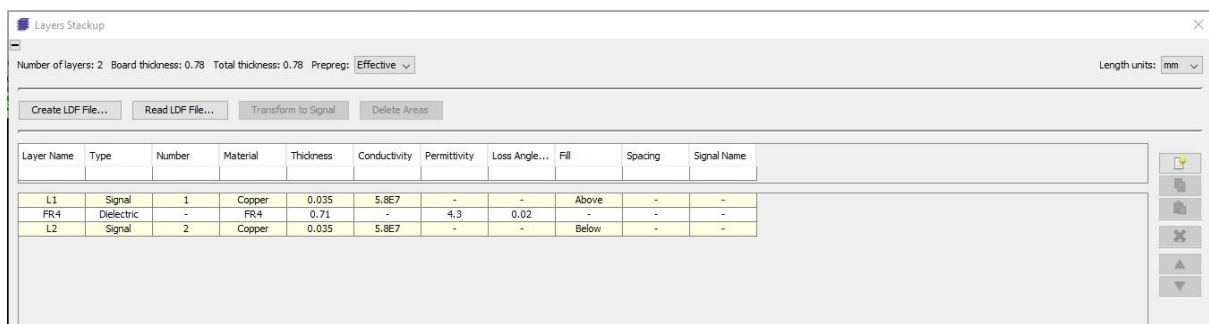 Layers Stackup
Number of layers: 2 Board thickness: 0.78 Total thickness: 0.78 Prepreg: Effective Length units: mm
Create LDF File... Read LDF File... Transform to Signal Delete Areas
Layer Name Type Number Material Thickness Conductivity Permittivity Loss Angle... Fill Spacing Signal Name
L1 Signal 1 Copper 0.035 5.8E7 - - Above - -
FR4 Dielectric - FR4 0.71 - 4.3 0.02 - - -
L2 Signal 2 Copper 0.035 5.8E7 - - Below - -